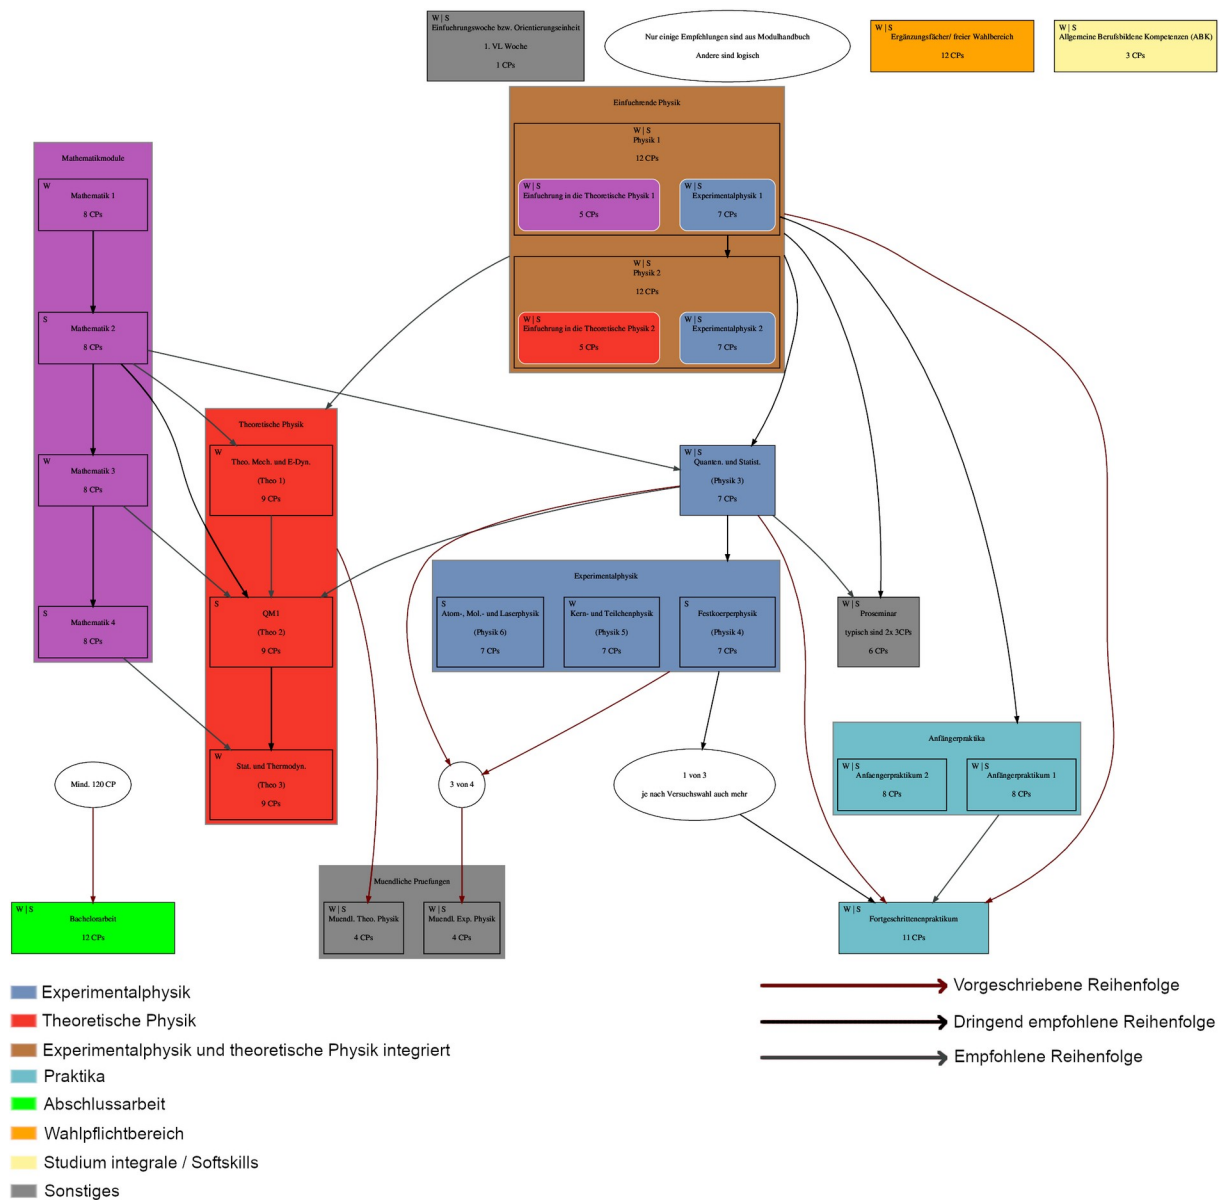 W | S
Einfuehrungswoche bzw. Orientierungseinheit
1. VL Woche
1 CPs
Nur einige Empfehlungen sind aus Modulhandbuch
Andere sind logisch
W | S
Ergänzungsfächer/ freier Wahlbereich
12 CPs
W | S
Allgemeine Berufsbildene Kompetenzen (ABK)
3 CPs
Einfuehrende Physik
W | S
Physik 1
12 CPs
W | S
Einfuehrung in die Theoretische Physik 1
5 CPs
W | S
Experimentalphysik 1
7 CPs
W | S
Physik 2
12 CPs
W | S
Einfuehrung in die Theoretische Physik 2
5 CPs
W | S
Experimentalphysik 2
7 CPs
Mathematikmodule
W
Mathematik 1
8 CPs
S
Mathematik 2
8 CPs
W
Mathematik 3
8 CPs
S
Mathematik 4
8 CPs
Theoretische Physik
W
Theo. Mech. und E-Dyn.
(Theo 1)
9 CPs
S
QM1
(Theo 2)
9 CPs
W
Stat. und Thermodyn.
(Theo 3)
9 CPs
W | S
Quanten. und Statist.
(Physik 3)
7 CPs
Experimentalphysik
S
Atom-, Mol.- und Laserphysik
(Physik 6)
7 CPs
W
Kern- und Teilchenphysik
(Physik 5)
7 CPs
S
Festkoerperphysik
(Physik 4)
7 CPs
W | S
Proseminar
typisch sind 2x 3CPs
6 CPs
Anfängerpraktika
W | S
Anfaengerpraktikum 2
8 CPs
W | S
Anfängerpraktikum 1
8 CPs
Mind. 120 CP
3 von 4
1 von 3
je nach Versuchswahl auch mehr
W | S
Bachelorarbeit
12 CPs
Muendliche Pruefungen
W | S
Muendl. Theo. Physik
4 CPs
W | S
Muendl. Exp. Physik
4 CPs
W | S
Fortgeschrittenenpraktikum
11 CPs
Experimentalphysik
Theoretische Physik
Experimentalphysik und theoretische Physik integriert
Praktika
Abschlussarbeit
Wahlpflichtbereich
Studium integrale / Softskills
Sonstiges
Vorgeschriebene Reihenfolge
Dringend empfohlene Reihenfolge
Empfohlene Reihenfolge